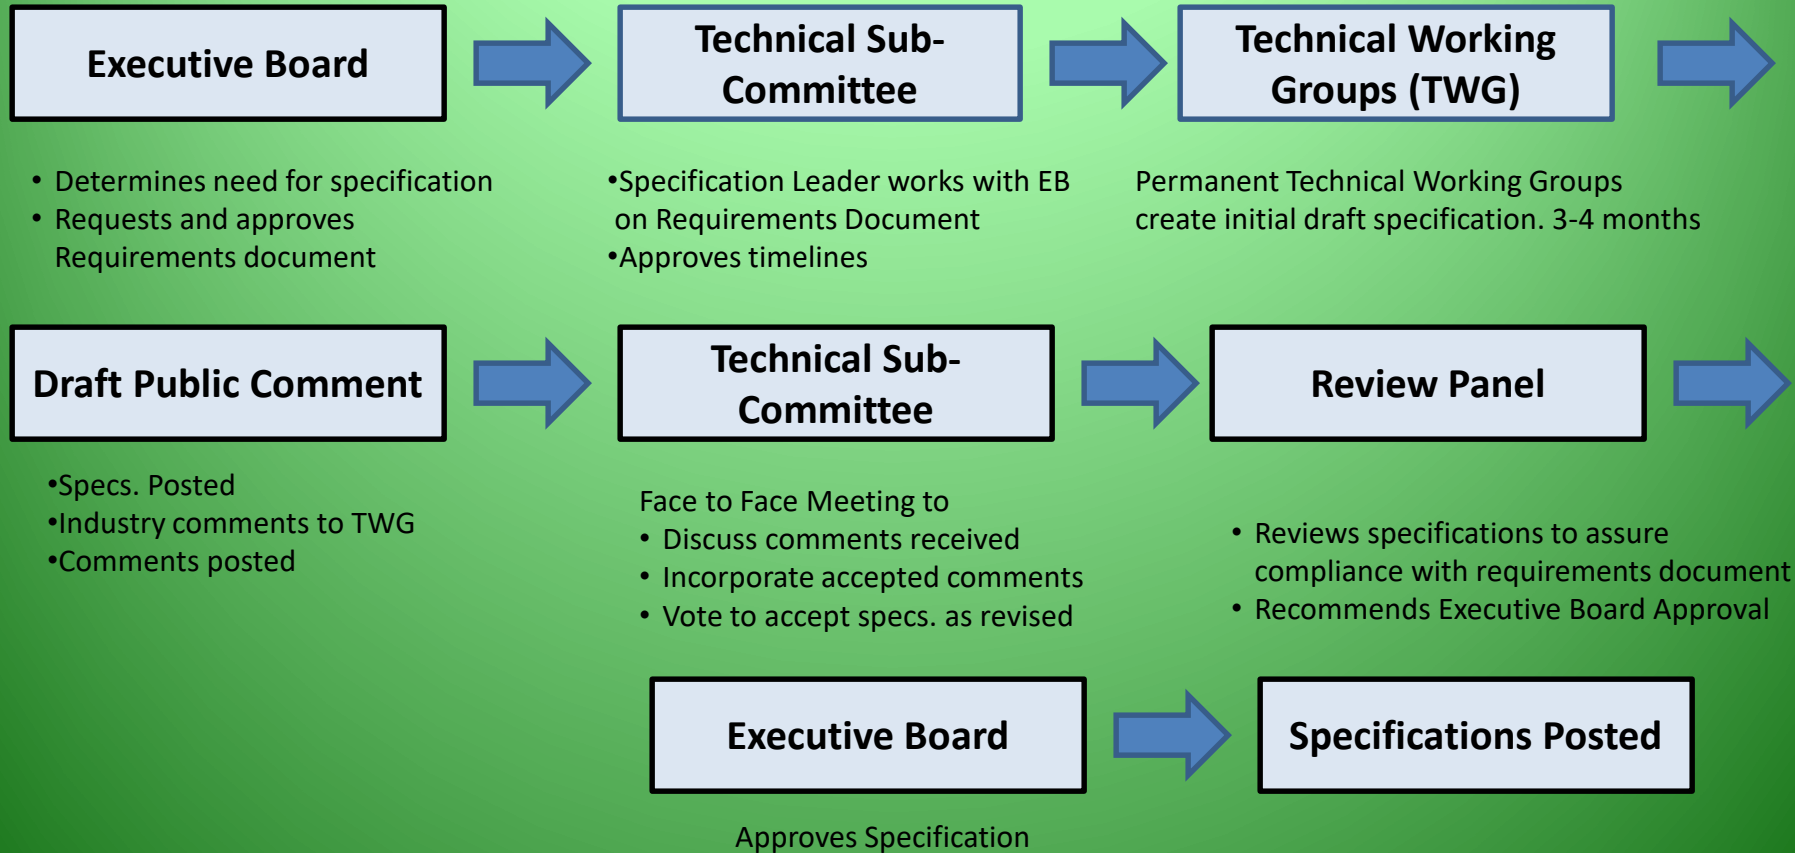 Executive Board
Technical Sub-
Committee
Technical Working
Groups (TWG)
• Determines need for specification
• Requests and approves
Requirements document
•Specification Leader works with EB
on Requirements Document
•Approves timelines
Permanent Technical Working Groups
create initial draft specification. 3-4 months
Draft Public Comment
Technical Sub-
Committee
Review Panel
•Specs. Posted
•Industry comments to TWG
•Comments posted
Face to Face Meeting to
• Discuss comments received
• Incorporate accepted comments
• Vote to accept specs. as revised
• Reviews specifications to assure
compliance with requirements document
• Recommends Executive Board Approval
Executive Board
Specifications Posted
Approves Specification